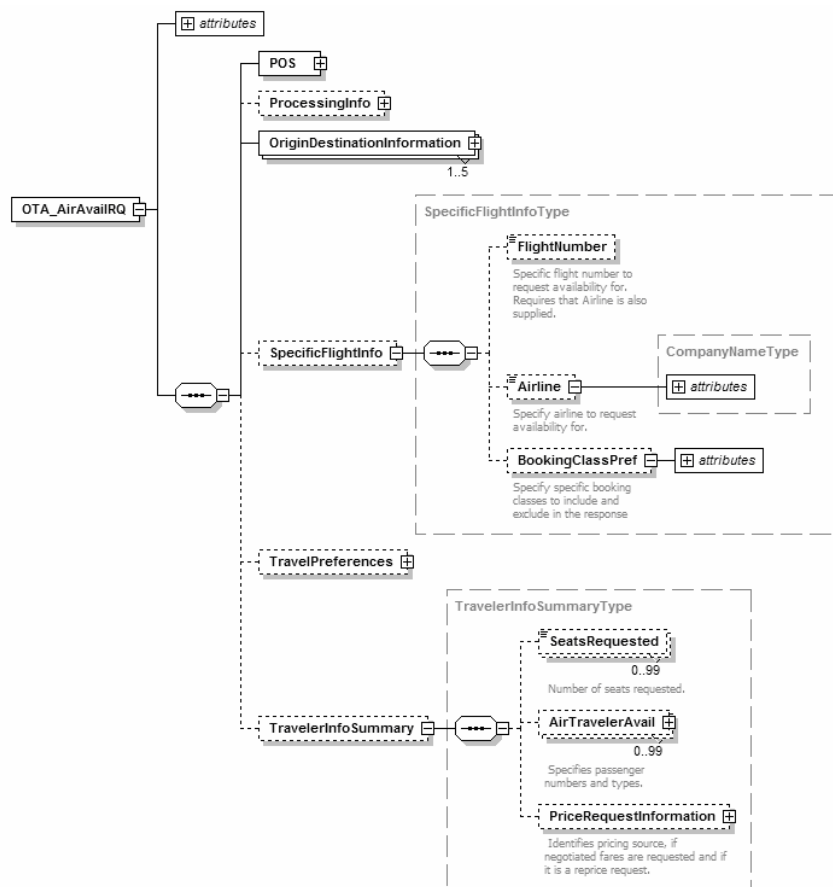 attributes
POS
ProcessingInfo
OriginDestinationInformation
1..5
OTA_AirAvailRQ
SpecificFlightInfoType
FlightNumber
Specific flight number to
request availability for.
Requires that Airline is also
supplied.
SpecificFlightInfo
CompanyNameType
Airline
attributes
Specify airline to request
availability for.
BookingClassPref
attributes
Specify specific booking
classes to include and
exclude in the response
TravelPreferences
TravelerInfoSummaryType
SeatsRequested
0..99
Number of seats requested.
TravelerInfoSummary
AirTravelerAvail
0..99
Specifies passenger
numbers and types.
PriceRequestInformation
Identifies pricing source, if
negotiated fares are requested and if
it is a reprice request.